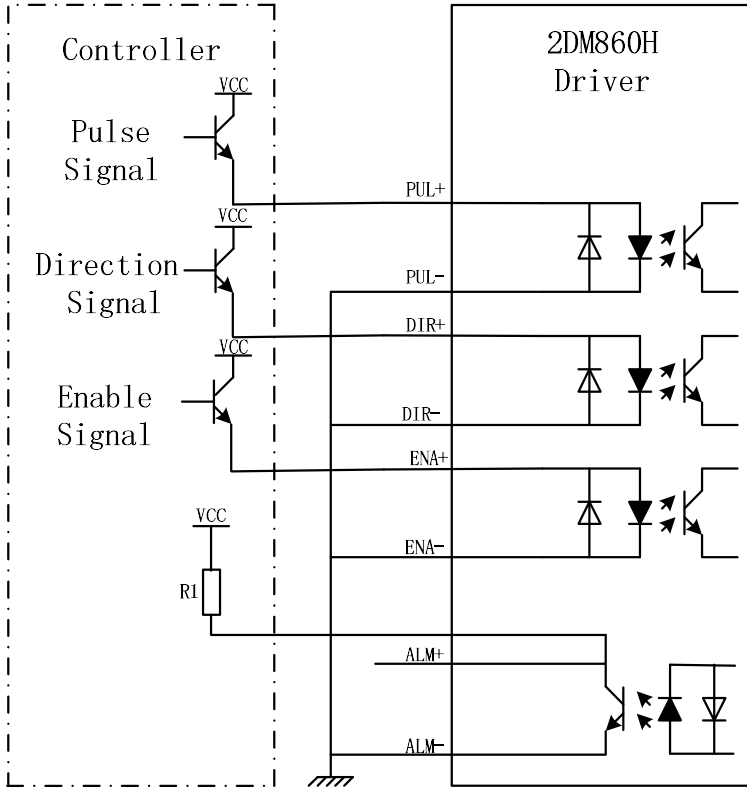 Controller
2DM860H
Driver
VCC
Pulse
Signal
PUL+
VCC
Direction
Signal
PUL-
DIR+
VCC
Enable
Signal
DIR-
ENA+
VCC
ENA-
R1
ALM+
ALM-